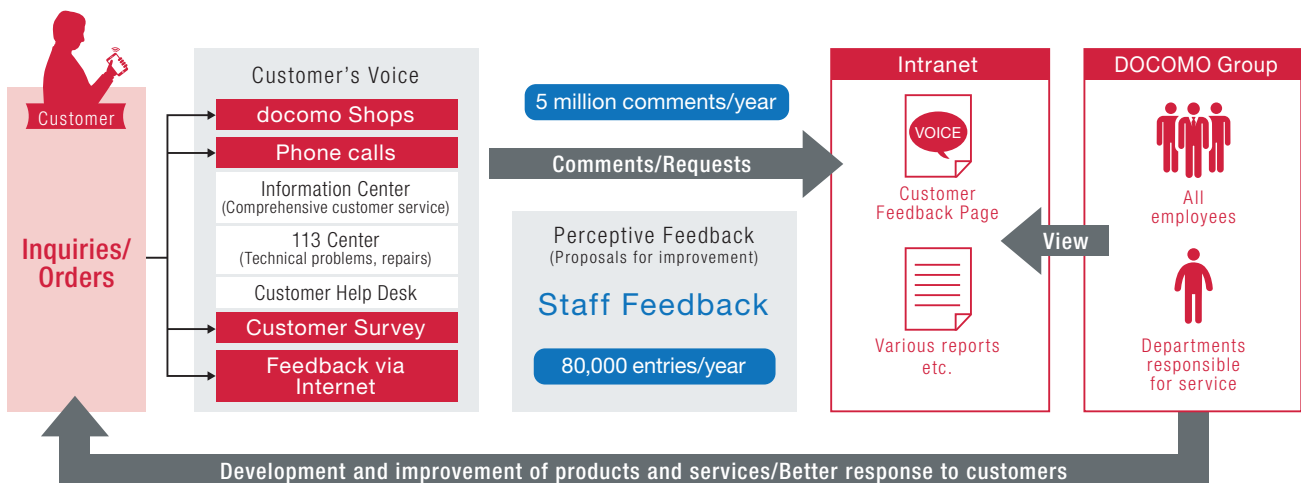 Customer
Inquiries/
Orders
Customer’s Voice
docomo Shops
Phone calls
Information Center
(Comprehensive customer service)
113 Center
(Technical problems, repairs)
Customer Help Desk
Customer Survey
Feedback via
Internet
5 million comments/year
Comments/Requests
Perceptive Feedback
(Proposals for improvement)
Staff Feedback
80,000 entries/year
Intranet
VOICE
Customer
Feedback Page
Various reports
etc.
View
DOCOMO Group
All
employees
Departments
responsible
for service
Development and improvement of products and services/Better response to customers